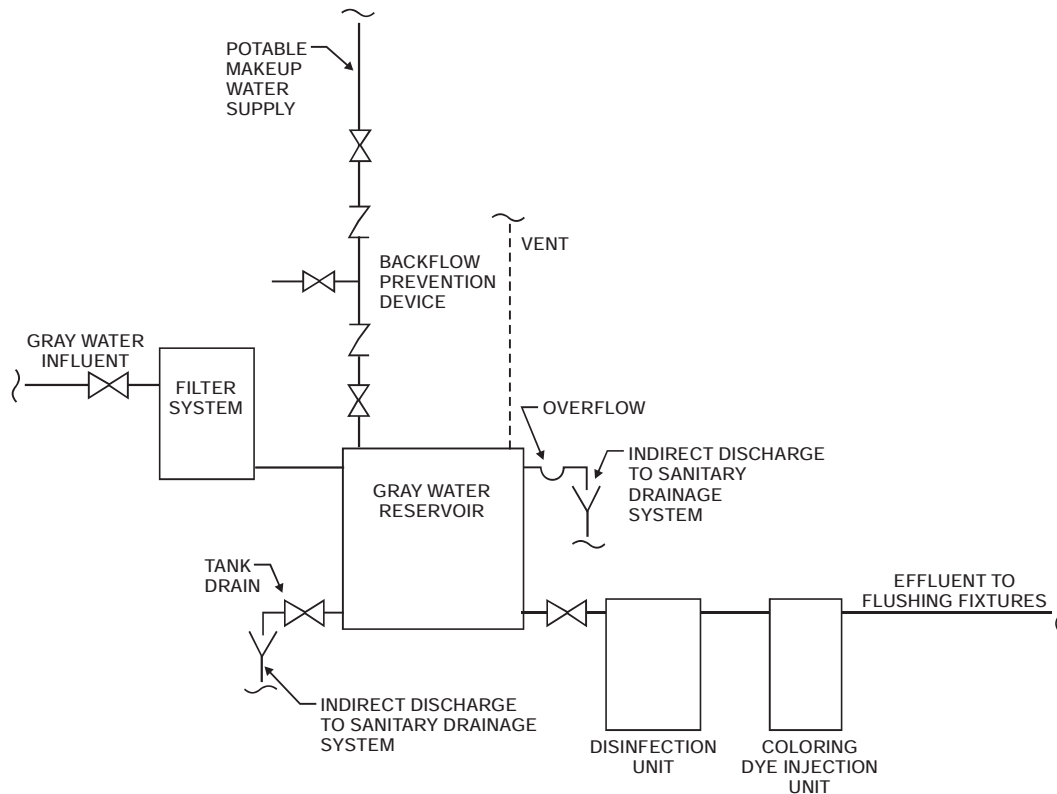 POTABLE
MAKEUP
WATER
SUPPLY
VENT
BACKFLOW
PREVENTION
DEVICE
GRAY WATER
INFLUENT
FILTER
SYSTEM
OVERFLOW
INDIRECT DISCHARGE
TO SANITARY
DRAINAGE
SYSTEM
GRAY WATER
RESERVOIR
TANK
DRAIN
EFFLUENT TO
FLUSHING FIXTURES
INDIRECT DISCHARGE
TO SANITARY DRAINAGE
SYSTEM
DISINFECTION
UNIT
COLORING
DYE INJECTION
UNIT